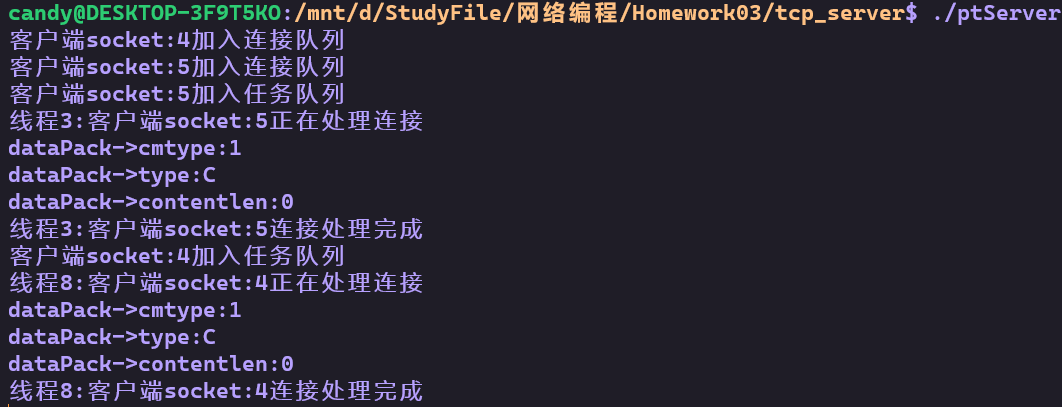 candy@DESKTOP-3F9T5KO:/mnt/d/StudyFile/网络编程/Homework03/tcp_server$ ./ptServer
客户端socket:4加入连接队列
客户端socket:5加入连接队列
客户端socket:5加入任务队列
线程3:客户端socket:5正在处理连接
dataPack->cmtype:1
dataPack->type:C
dataPack->contentlen:0
线程3:客户端socket:5连接处理完成
客户端socket:4加入任务队列
线程8:客户端socket:4正在处理连接
dataPack->cmtype:1
dataPack->type:C
dataPack->contentlen:0
线程8:客户端socket:4连接处理完成